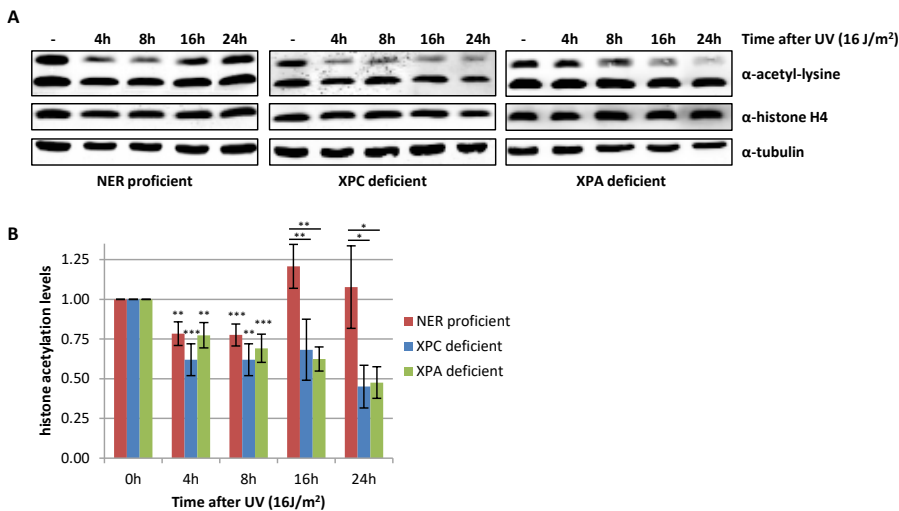 A
- 4h 8h 16h 24h - 4h 8h 16h 24h - 4h 8h 16h 24h Time after UV (16 J/m²)
α-acetyl-lysine
α-histone H4
α-tubulin
NER proficient XPC deficient XPA deficient
B
histone acetylation levels
1.25
1.00
0.75
0.50
0.25
0.00
** *** ** *** ** *** ** ** * *
0h 4h 8h 16h 24h
Time after UV (16J/m²)
NER proficient
XPC deficient
XPA deficient